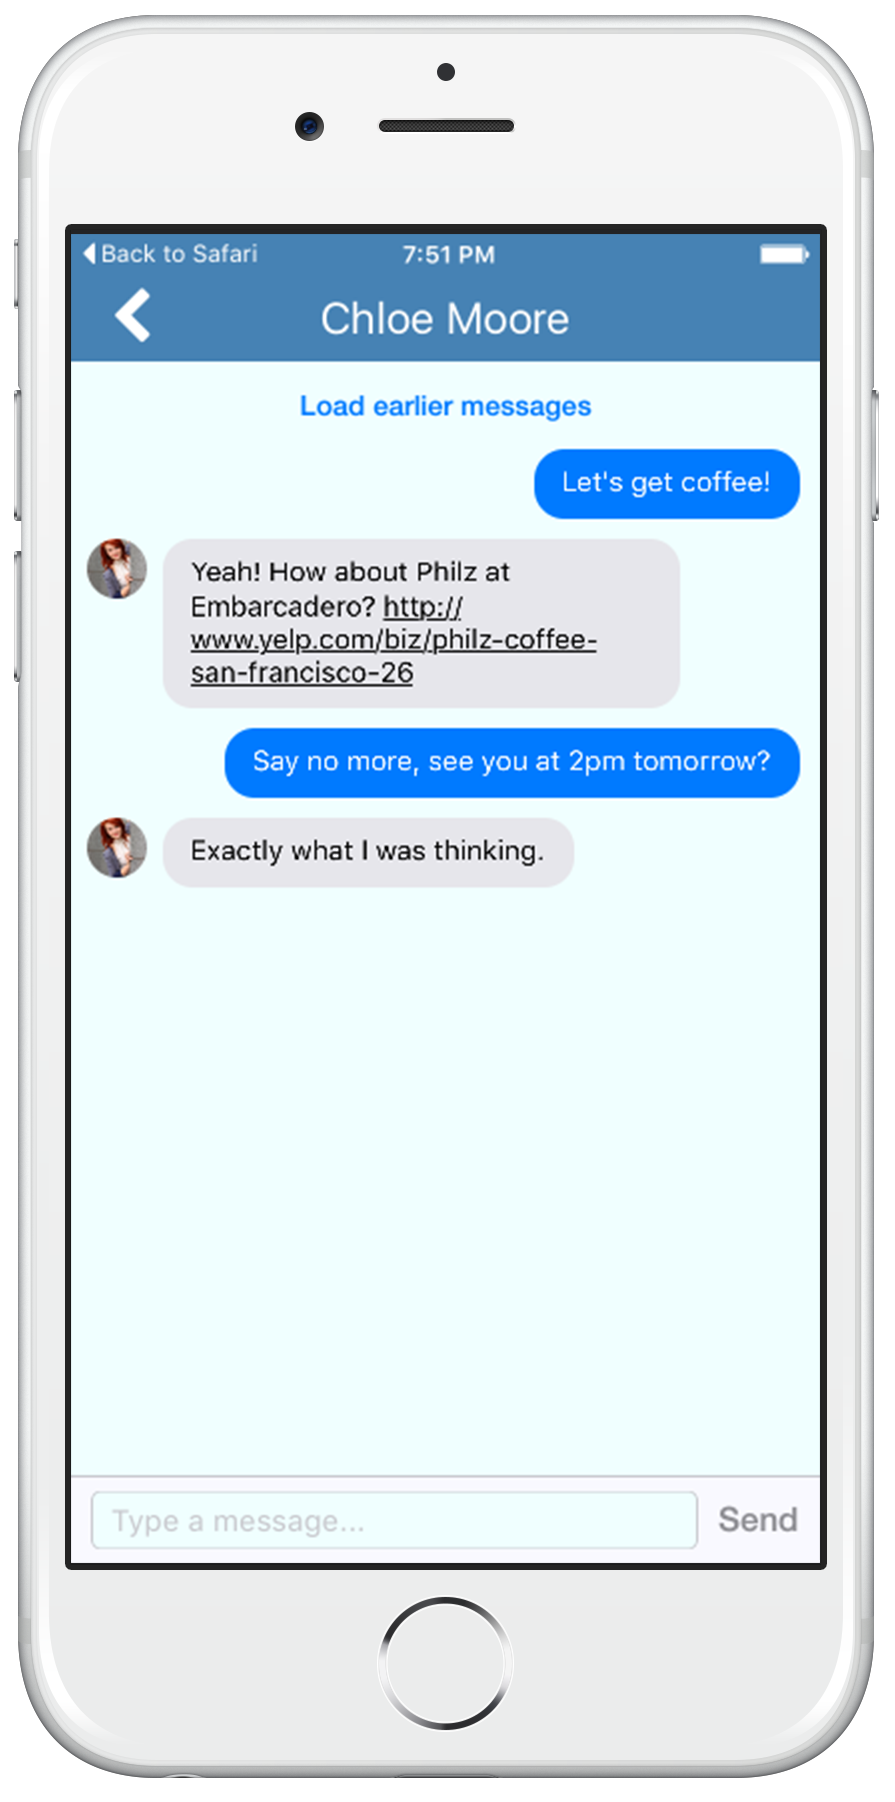 Back to Safari
7:51 PM
Chloe Moore
Load earlier messages
Let's get coffee!
Yeah! How about Philz at
Embarcadero? http://
www.yelp.com/biz/philz-coffee-
san-francisco-26
Say no more, see you at 2pm tomorrow?
Exactly what I was thinking.
Type a message...
Send